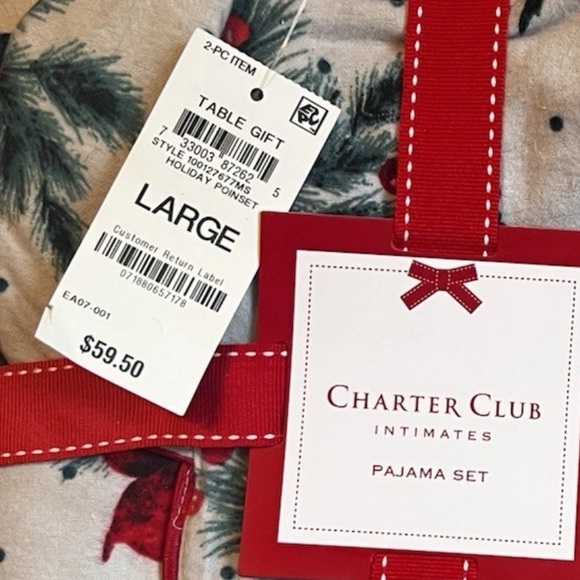 2-PC ITEM
EPC
TABLE GIFT
7 33003 87262 5
STYLE 100127677MS
HOLIDAY POINSET
LARGE
Customer Return Label
071880657178
EA07-001
$59.50
CHARTER CLUB
INTIMATES
PAJAMA SET